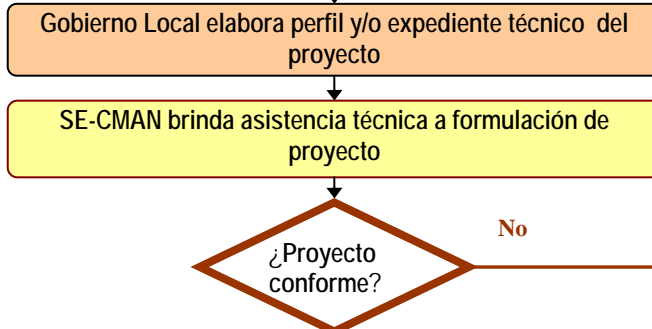 Gobierno Local elabora perfil y/o expediente técnico del
proyecto
SE-CMAN brinda asistencia técnica a formulación de
proyecto
No
¿Proyecto
conforme?